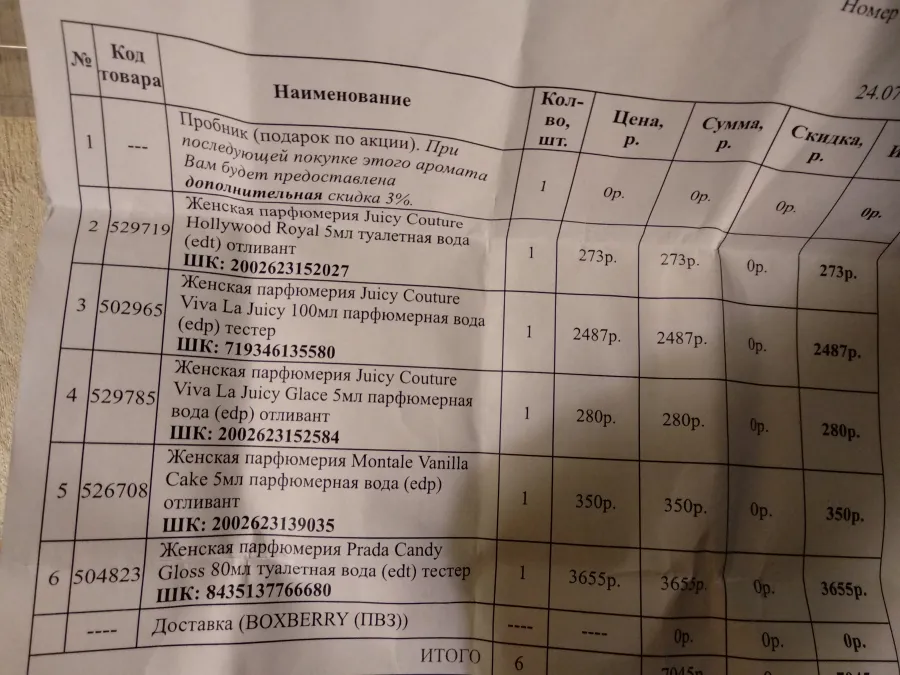 Номер
24.07
№ Код товара Наименование Кол-во, шт. Цена, р. Сумма, р. Скидка, р.
1 --- Пробник (подарок по акции). При
последующей покупке этого аромата
Вам будет предоставлена
дополнительная скидка 3%.
1 0р. 0р. 0р. 0р.
2 529719 Женская парфюмерия Juicy Couture
Hollywood Royal 5мл туалетная вода
(edt) отливант
ШК: 2002623152027
1 273р. 273р. 0р. 273р.
3 502965 Женская парфюмерия Juicy Couture
Viva La Juicy 100мл парфюмерная вода
(edp) тестер
ШК: 719346135580
1 2487р. 2487р. 0р. 2487р.
4 529785 Женская парфюмерия Juicy Couture
Viva La Juicy Glace 5мл парфюмерная
вода (edp) отливант
ШК: 2002623152584
1 280р. 280р. 0р. 280р.
5 526708 Женская парфюмерия Montale Vanilla
Cake 5мл парфюмерная вода (edp)
отливант
ШК: 2002623139035
1 350р. 350р. 0р. 350р.
6 504823 Женская парфюмерия Prada Candy
Gloss 80мл туалетная вода (edt) тестер
ШК: 8435137766680
1 3655р. 3655р. 0р. 3655р.
---- Доставка (BOXBERRY (ПВЗ)) ---- ---- 0р. 0р. 0р.
ИТОГО 6 7045р.